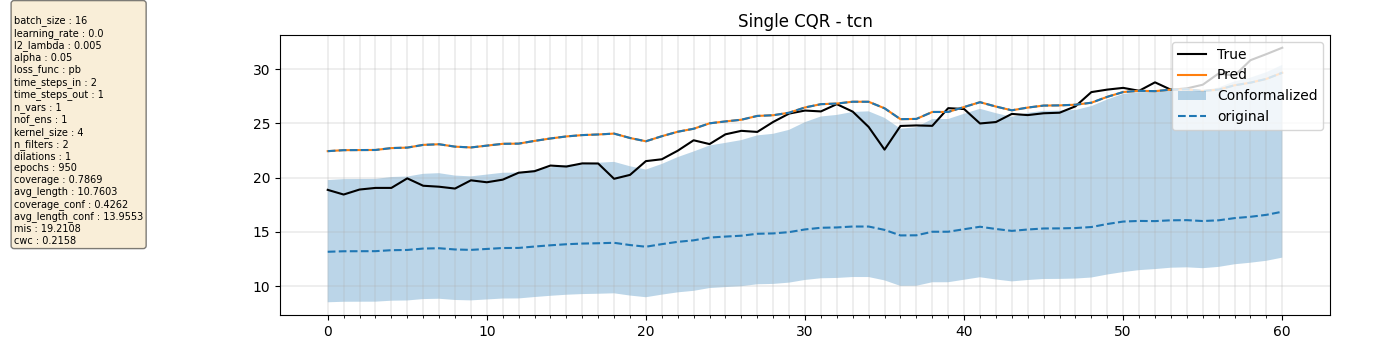 batch_size : 16
learning_rate : 0.0
l2_lambda : 0.005
alpha : 0.05
loss_func : pb
time_steps_in : 2
time_steps_out : 1
n_vars : 1
nof_ens : 1
kernel_size : 4
n_filters : 2
dilations : 1
epochs : 950
coverage : 0.7869
avg_length : 10.7603
coverage_conf : 0.4262
avg_length_conf : 13.9553
mis : 19.2108
cwc : 0.2158
Single CQR - tcn
30
25
20
15
10
True
Pred
Conformalized
original
0 10 20 30 40 50 60